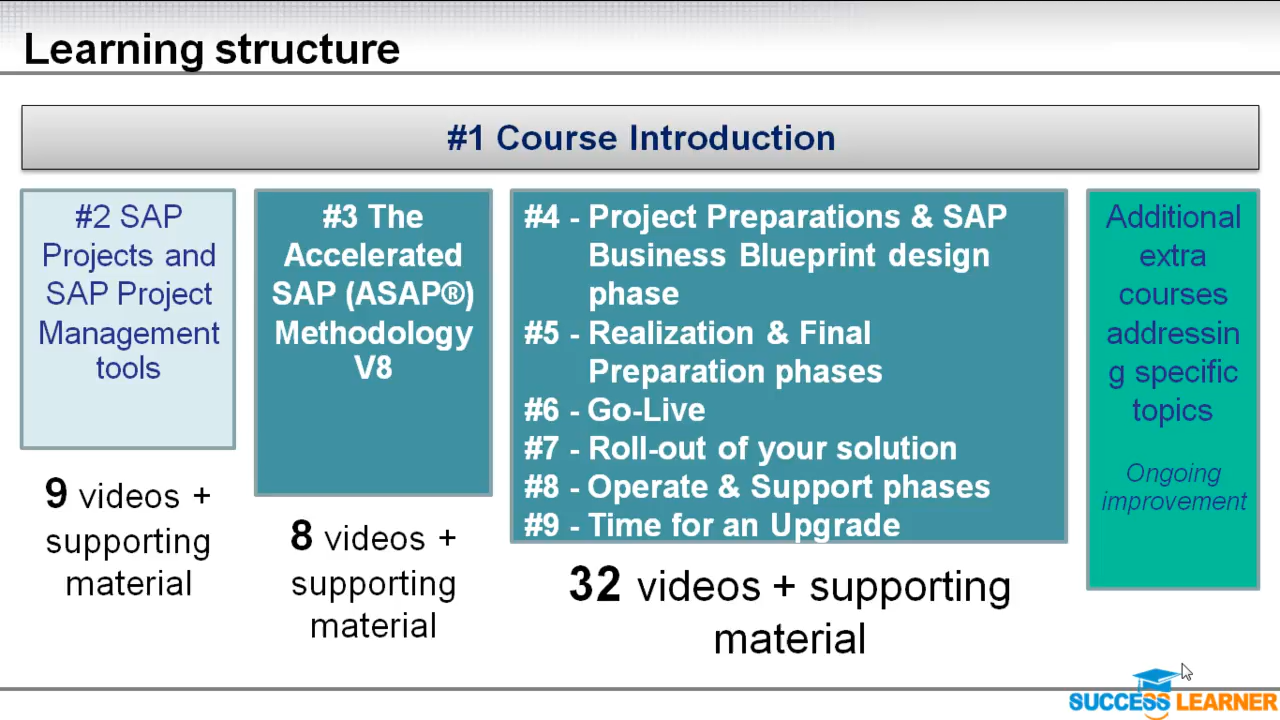 Learning structure
#1 Course Introduction
#2 SAP
Projects and
SAP Project
Management
tools
9 videos +
supporting
material
#3 The
Accelerated
SAP (ASAP®)
Methodology
V8
8 videos +
supporting
material
#4 - Project Preparations & SAP
Business Blueprint design
phase
#5 - Realization & Final
Preparation phases
#6 - Go-Live
#7 - Roll-out of your solution
#8 - Operate & Support phases
#9 - Time for an Upgrade
32 videos + supporting
material
Additional
extra
courses
addressin
g specific
topics
Ongoing
improvement
SUCCESS LEARNER